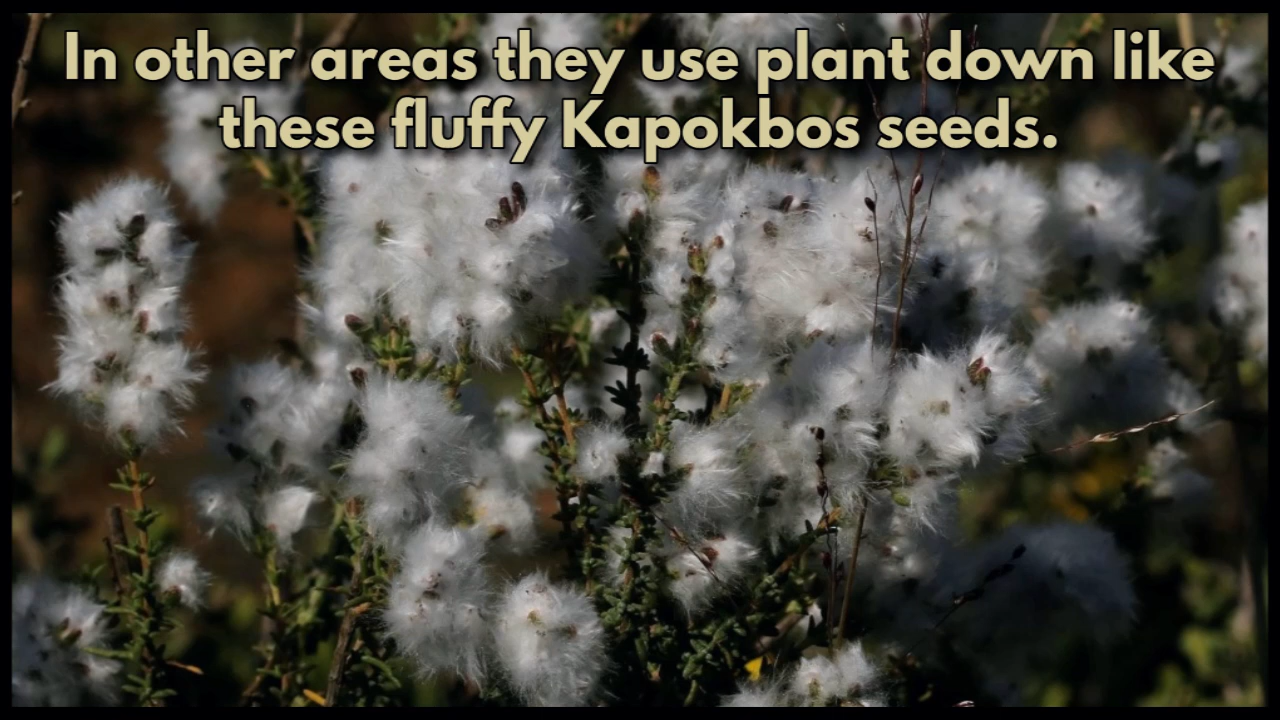 In other areas they use plant down like
these fluffy Kapokbos seeds.